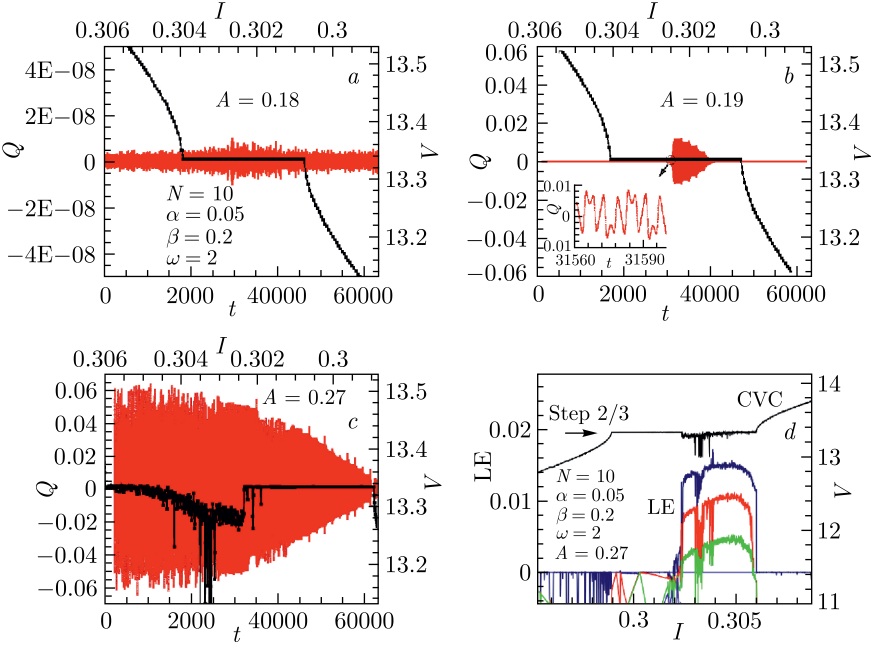 I
0.306 0.304 0.302 0.3
Q
4E−08
2E−08
0
−2E−08
−4E−08
a
A = 0.18
N = 10
α = 0.05
β = 0.2
ω = 2
13.5
13.4
13.3
13.2
V
0 2000 40000 60000
t
I
0.306 0.304 0.302 0.3
Q
0.06
0.04
0.02
0
−0.02
−0.04
−0.06
b
A = 0.19
0.01
0
0.01
Q
31560 t 31590
13.5
13.4
13.3
13.2
V
0 2000 40000 60000
t
I
0.306 0.304 0.302 0.3
Q
0.06
0.04
0.02
0
−0.02
−0.04
−0.06
A = 0.27
c
13.5
13.4
13.3
13.2
V
0 2000 40000 60000
t
LE
0.02
0.01
0
CVC
Step 2/3
d
N = 10
α = 0.05
β = 0.2
ω = 2
A = 0.27
LE
14
13
12
11
V
0.3 0.305
I